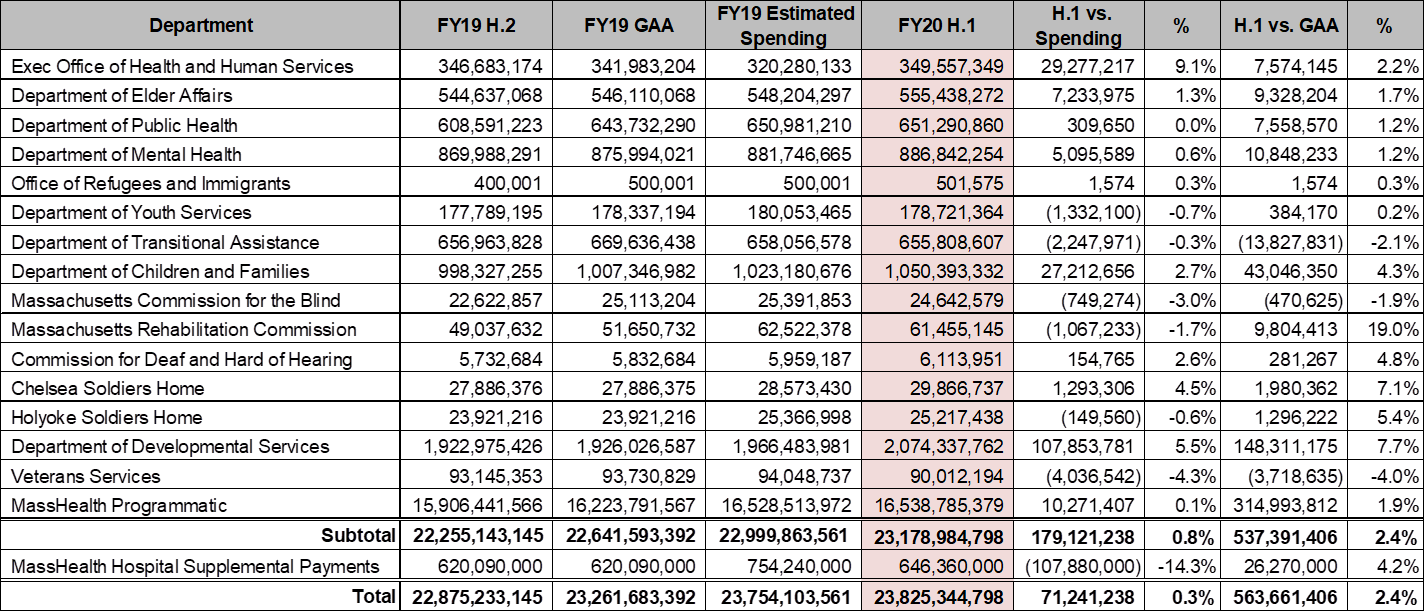 Department FY19 H.2 FY19 GAA FY19 Estimated Spending FY20 H.1 H.1 vs. Spending % H.1 vs. GAA %
Exec Office of Health and Human Services 346,683,174 341,983,204 320,280,133 349,557,349 29,277,217 9.1% 7,574,145 2.2%
Department of Elder Affairs 544,637,068 546,110,068 548,204,297 555,438,272 7,233,975 1.3% 9,328,204 1.7%
Department of Public Health 608,591,223 643,732,290 650,981,210 651,290,860 309,650 0.0% 7,558,570 1.2%
Department of Mental Health 869,988,291 875,994,021 881,746,665 886,842,254 5,095,589 0.6% 10,848,233 1.2%
Office of Refugees and Immigrants 400,001 500,001 500,001 501,575 1,574 0.3% 1,574 0.3%
Department of Youth Services 177,789,195 178,337,194 180,053,465 178,721,364 (1,332,100) -0.7% 384,170 0.2%
Department of Transitional Assistance 656,963,828 669,636,438 658,056,578 655,808,607 (2,247,971) -0.3% (13,827,831) -2.1%
Department of Children and Families 998,327,255 1,007,346,982 1,023,180,676 1,050,393,332 27,212,656 2.7% 43,046,350 4.3%
Massachusetts Commission for the Blind 22,622,857 25,113,204 25,391,853 24,642,579 (749,274) -3.0% (470,625) -1.9%
Massachusetts Rehabilitation Commission 49,037,632 51,650,732 62,522,378 61,455,145 (1,067,233) -1.7% 9,804,413 19.0%
Commission for Deaf and Hard of Hearing 5,732,684 5,832,684 5,959,187 6,113,951 154,765 2.6% 281,267 4.8%
Chelsea Soldiers Home 27,886,376 27,886,375 28,573,430 29,866,737 1,293,306 4.5% 1,980,362 7.1%
Holyoke Soldiers Home 23,921,216 23,921,216 25,366,998 25,217,438 (149,560) -0.6% 1,296,222 5.4%
Department of Developmental Services 1,922,975,426 1,926,026,587 1,966,483,981 2,074,337,762 107,853,781 5.5% 148,311,175 7.7%
Veterans Services 93,145,353 93,730,829 94,048,737 90,012,194 (4,036,542) -4.3% (3,718,635) -4.0%
MassHealth Programmatic 15,906,441,566 16,223,791,567 16,528,513,972 16,538,785,379 10,271,407 0.1% 314,993,812 1.9%
Subtotal 22,255,143,145 22,641,593,392 22,999,863,561 23,178,984,798 179,121,238 0.8% 537,391,406 2.4%
MassHealth Hospital Supplemental Payments 620,090,000 620,090,000 754,240,000 646,360,000 (107,880,000) -14.3% 26,270,000 4.2%
Total 22,875,233,145 23,261,683,392 23,754,103,561 23,825,344,798 71,241,238 0.3% 563,661,406 2.4%